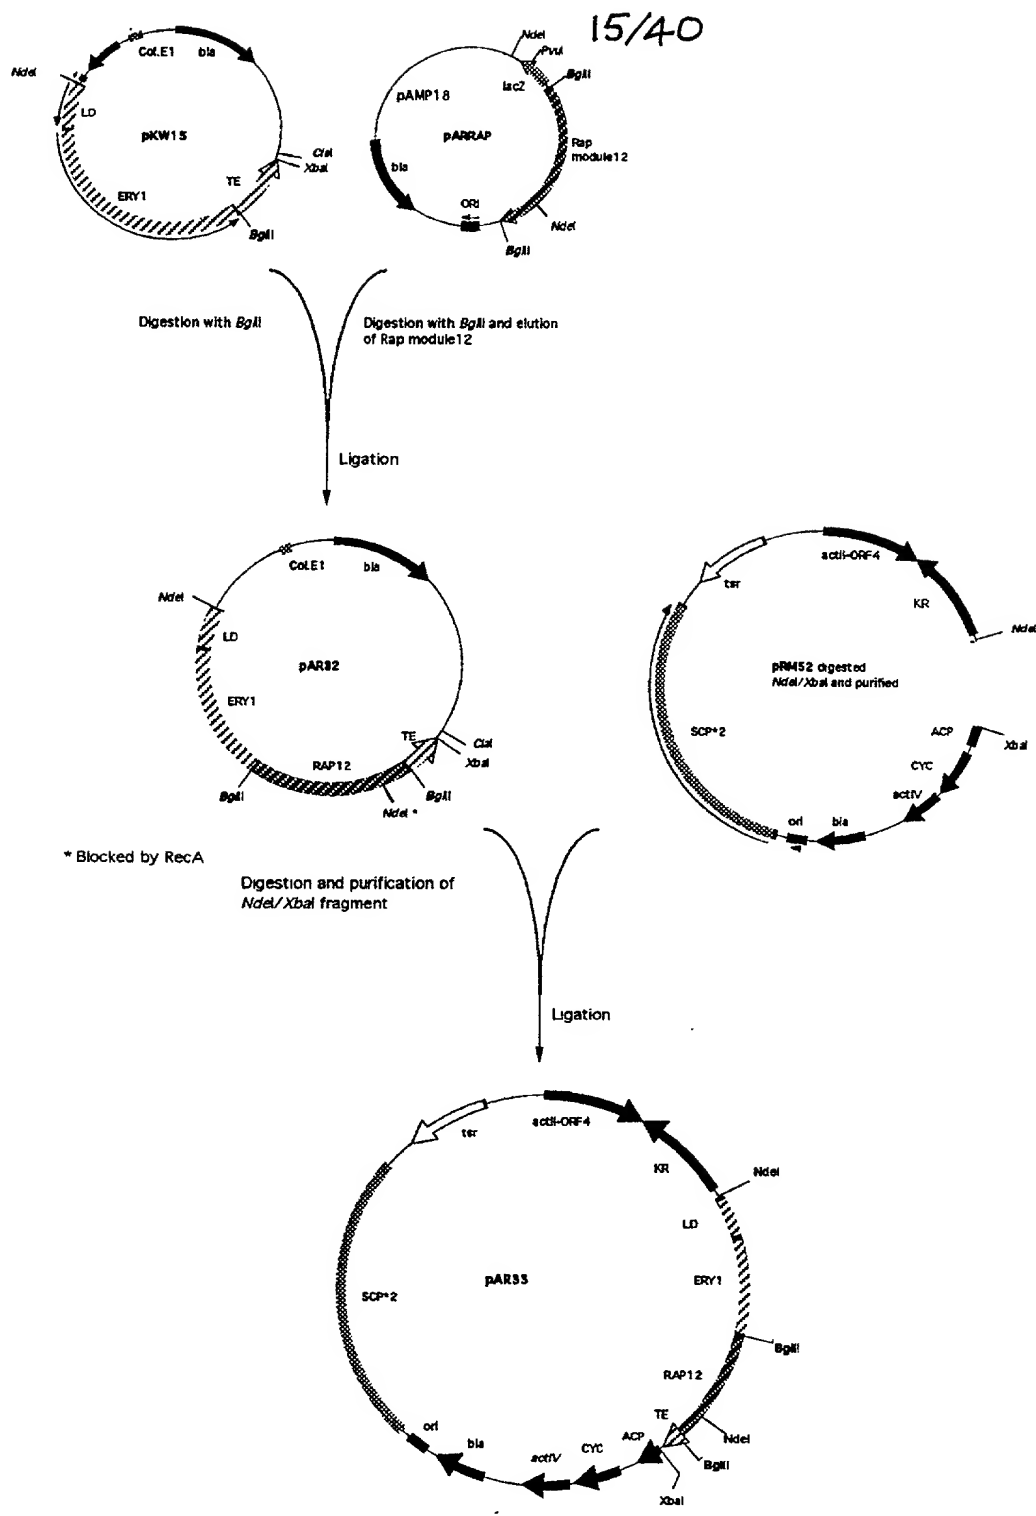 15/40
Col.E1
bla
NdeI
LD
pKW15
ClaI
XbaI
TE
ERY1
BglII
NdeI
PvuI
BglII
lac2
pAMP18
pARRAP
Rap
module12
bla
ORI
NdeI
BglII
Digestion with BglII
Digestion with BglII and elution
of Rap module12
Ligation
Col.E1
bla
NdeI
LD
pAR32
ERY1
TE
ClaI
XbaI
RAP12
BglII
BglII
NdeI *
actII-ORF4
tsr
KR
NdeI
pRM52 digested
NdeI/XbaI and purified
SCP*2
ACP
XbaI
CYC
actIV
ori
bla
* Blocked by RecA
Digestion and purification of
NdeI/XbaI fragment
Ligation
actII-ORF4
tsr
KR
NdeI
LD
pAR33
ERY1
SCP*2
BglII
RAP12
TE
NdeI
ori
bla
actIV
CYC
ACP
BglII
XbaI